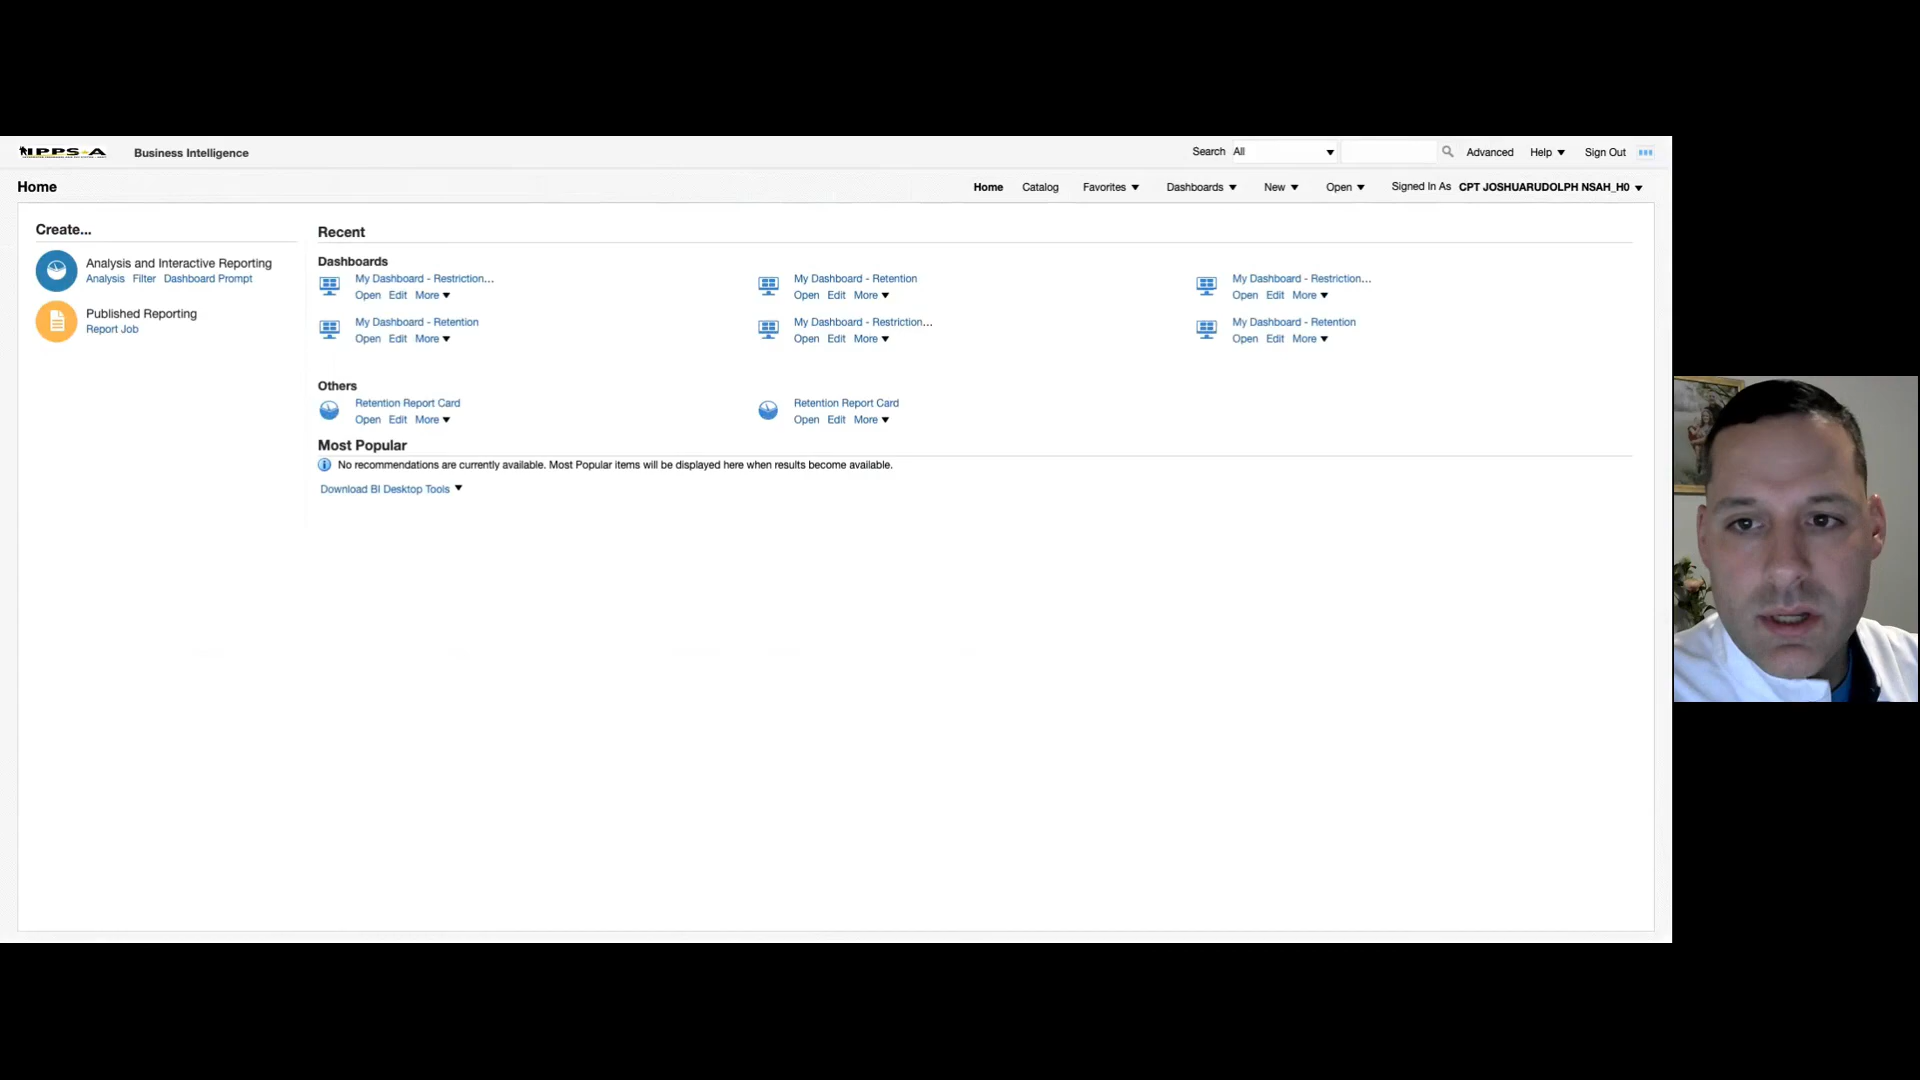 IPPS-A
Business Intelligence
Search All
Advanced Help Sign Out
Home
Home Catalog Favorites Dashboards New Open Signed In As CPT JOSHUARUDOLPH NSAH_H0
Create...
Analysis and Interactive Reporting
Analysis Filter Dashboard Prompt
Published Reporting
Report Job
Recent
Dashboards
My Dashboard - Restriction...
Open Edit More
My Dashboard - Retention
Open Edit More
My Dashboard - Restriction...
Open Edit More
My Dashboard - Retention
Open Edit More
My Dashboard - Restriction...
Open Edit More
My Dashboard - Retention
Open Edit More
Others
Retention Report Card
Open Edit More
Retention Report Card
Open Edit More
Most Popular
No recommendations are currently available. Most Popular items will be displayed here when results become available.
Download BI Desktop Tools